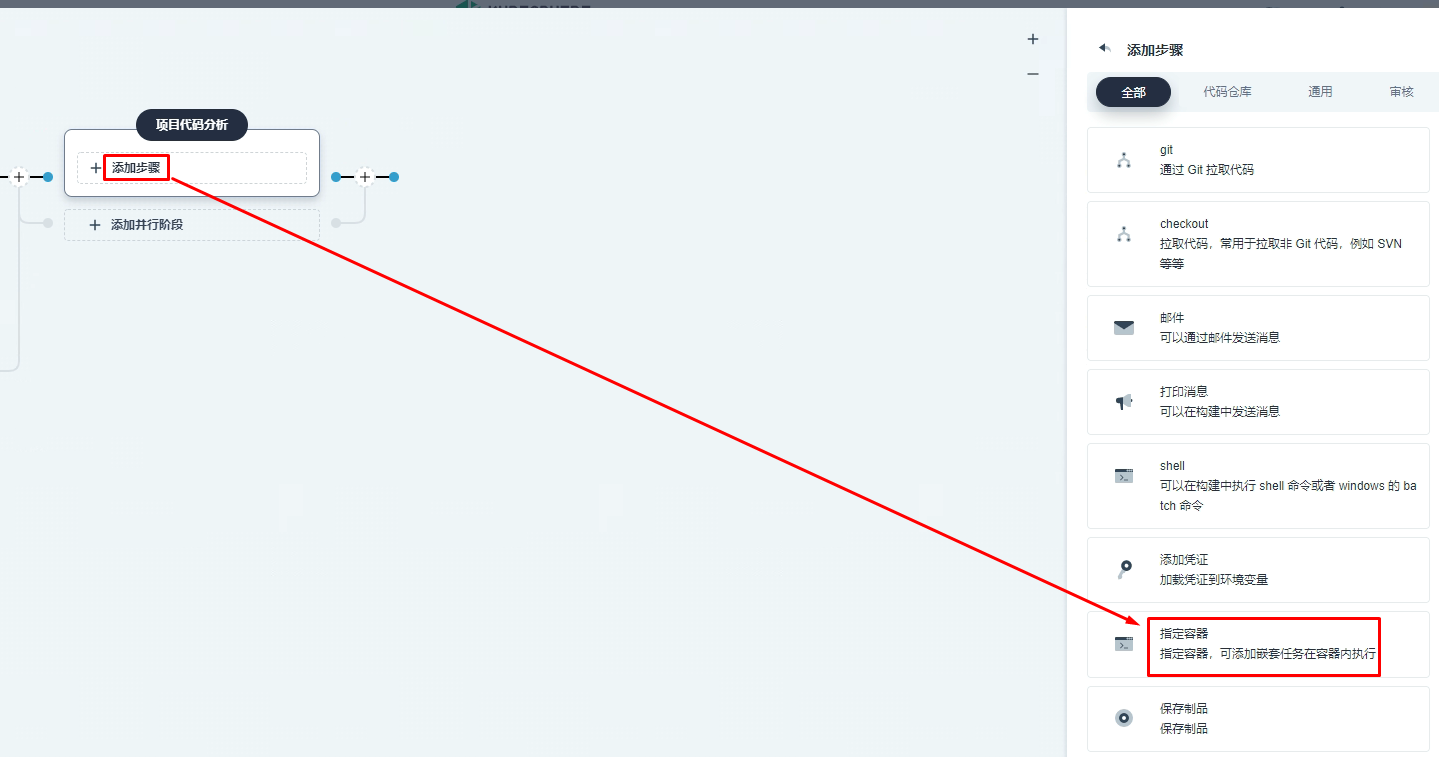 项目代码分析
添加步骤
添加并行阶段
添加步骤
全部
代码仓库
通用
审核
git
通过 Git 拉取代码
checkout
拉取代码，常用于拉取非 Git 代码，例如 SVN
等等
邮件
可以通过邮件发送消息
打印消息
可以在构建中发送消息
shell
可以在构建中执行 shell 命令或者 windows 的 ba
tch 命令
添加凭证
加载凭证到环境变量
指定容器
指定容器，可添加嵌套任务在容器内执行
保存制品
保存制品